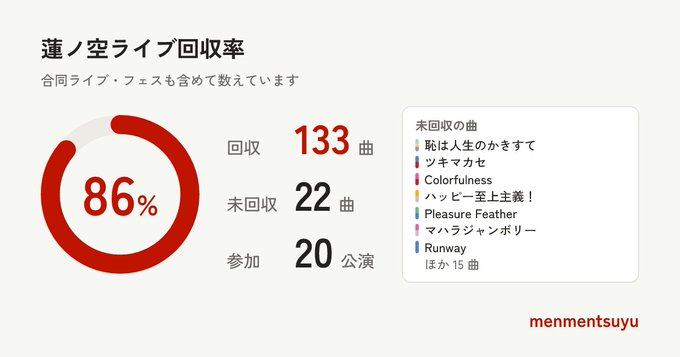 蓮ノ空ライブ回収率
合同ライブ・フェスも含めて数えています
86%
回収 133 曲
未回収 22 曲
参加 20 公演
未回収の曲
恥は人生のかきすて
ツキマカセ
Colorfulness
ハッピー至上主義！
Pleasure Feather
マハラジャンボリー
Runway
ほか 15 曲
menmentsuyu